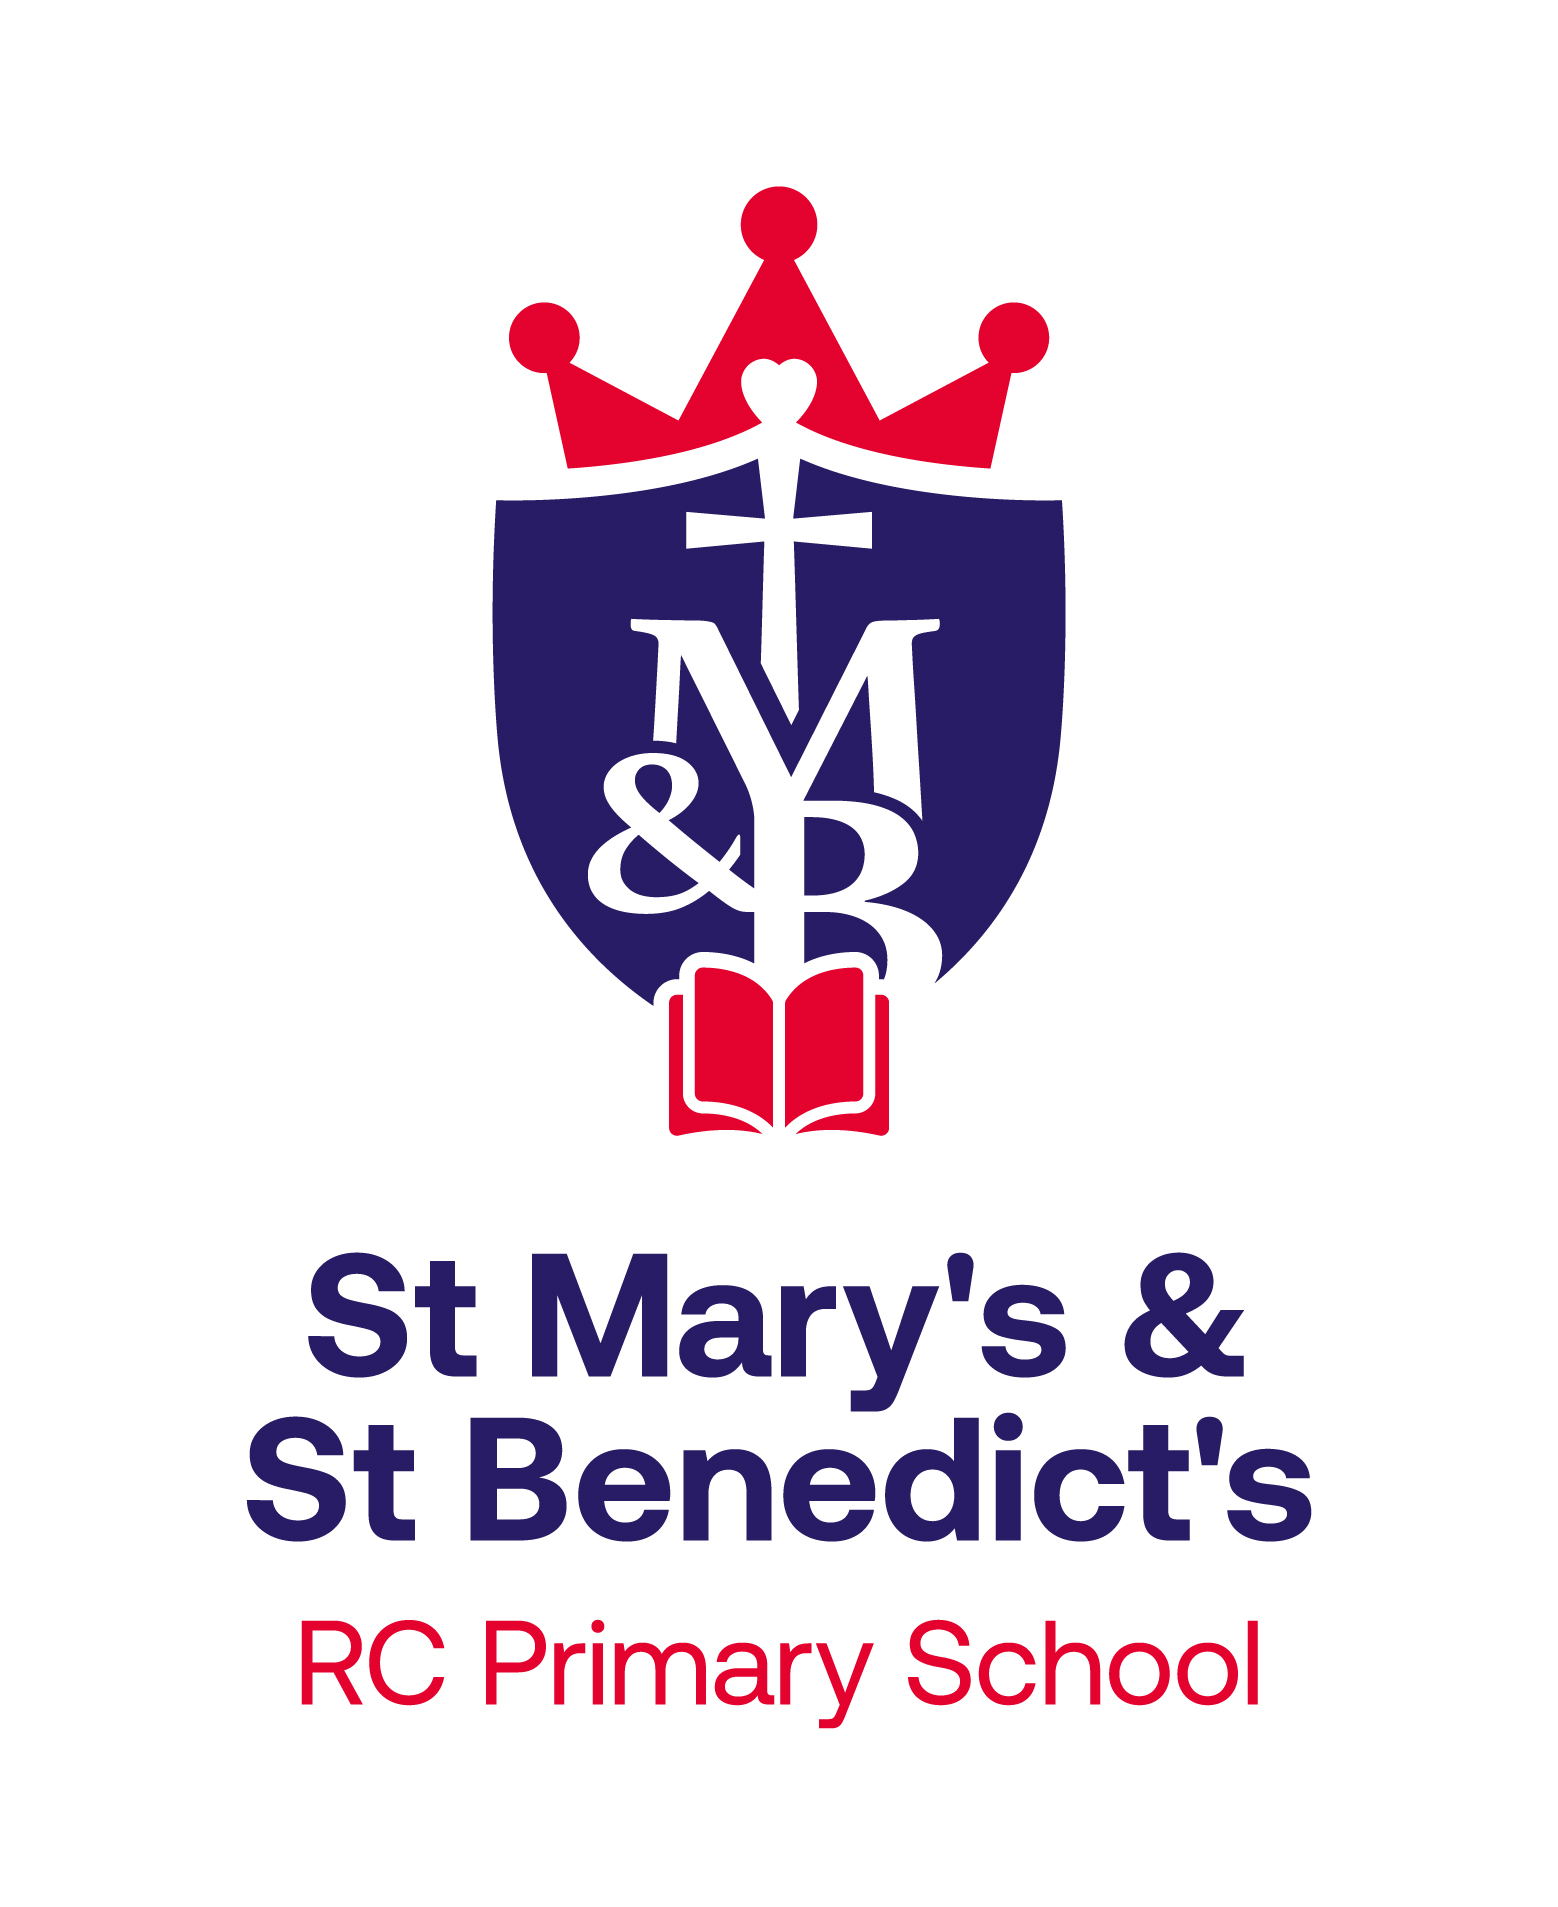 M
& B
St Mary's &
St Benedict's
RC Primary School